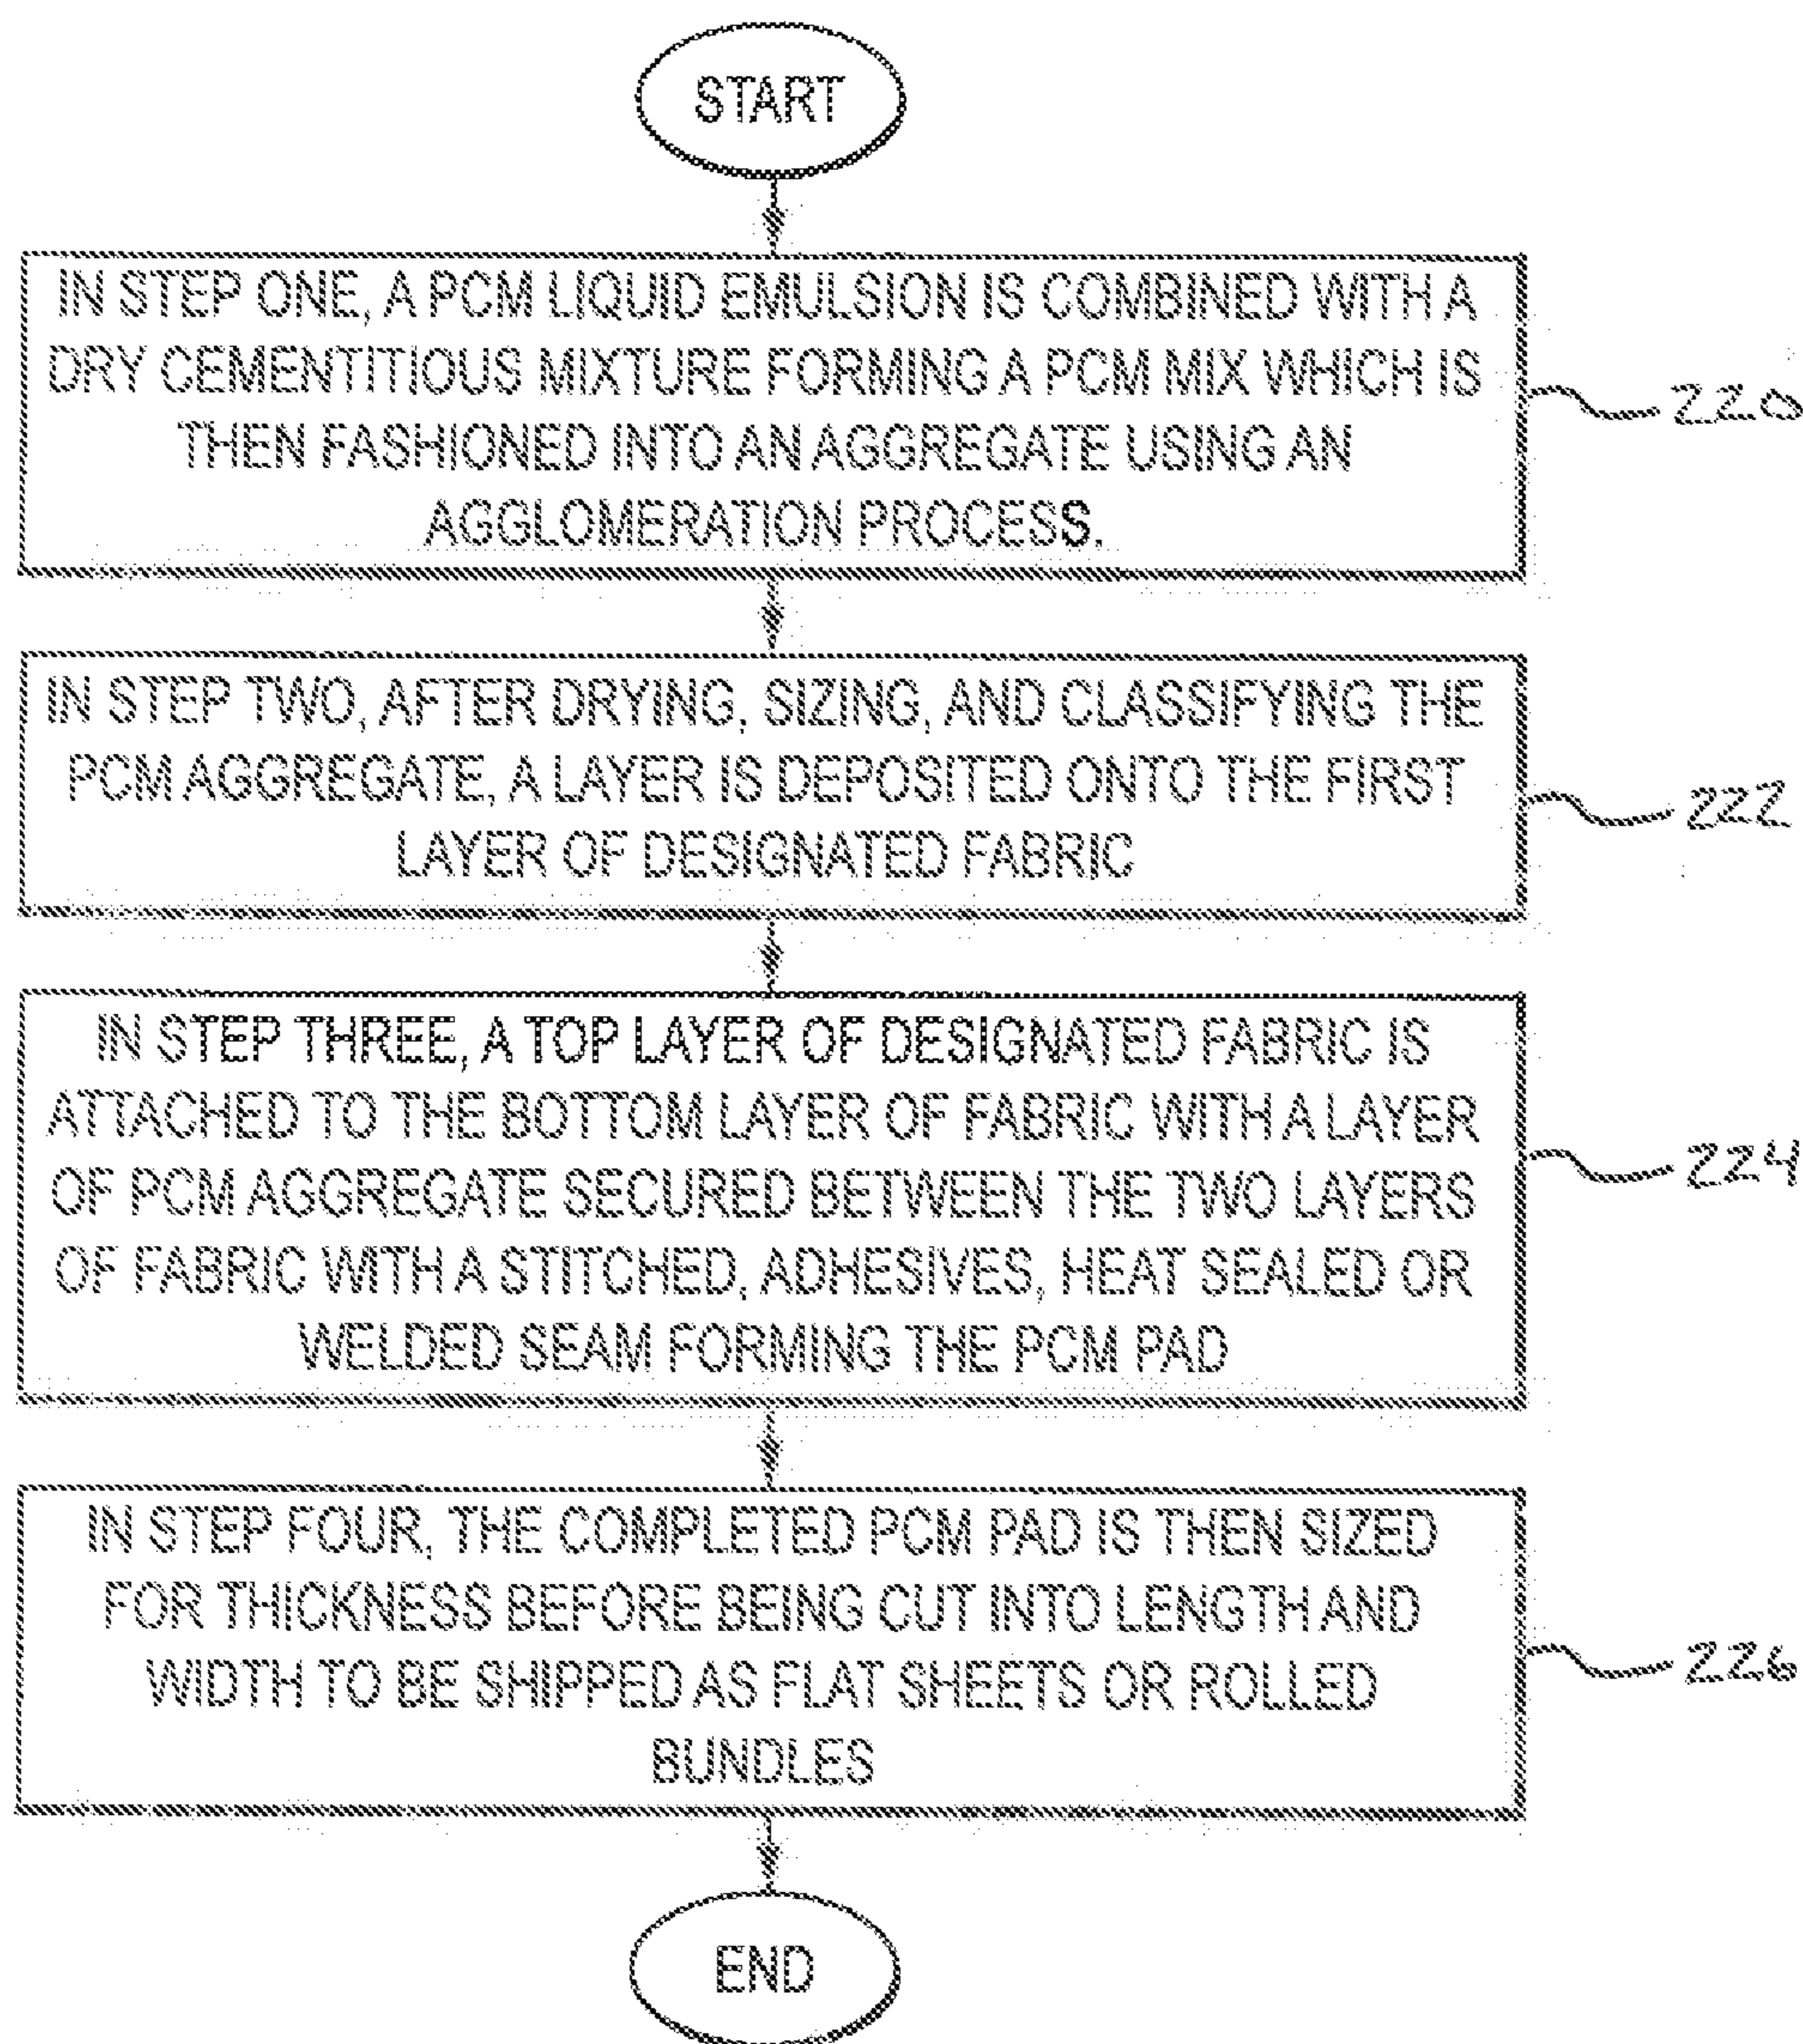 START
IN STEP ONE, A PCM LIQUID EMULSION IS COMBINED WITH A
DRY CEMENTITIOUS MIXTURE FORMING A PCM MIX WHICH IS
THEN FASHIONED INTO AN AGGREGATE USING AN
AGGLOMERATION PROCESS.
220
IN STEP TWO, AFTER DRYING, SIZING, AND CLASSIFYING THE
PCM AGGREGATE, A LAYER IS DEPOSITED ONTO THE FIRST
LAYER OF DESIGNATED FABRIC
222
IN STEP THREE, A TOP LAYER OF DESIGNATED FABRIC IS
ATTACHED TO THE BOTTOM LAYER OF FABRIC WITH A LAYER
OF PCM AGGREGATE SECURED BETWEEN THE TWO LAYERS
OF FABRIC WITH A STITCHED, ADHESIVES, HEAT SEALED OR
WELDED SEAM FORMING THE PCM PAD
224
IN STEP FOUR, THE COMPLETED PCM PAD IS THEN SIZED
FOR THICKNESS BEFORE BEING CUT INTO LENGTH AND
WIDTH TO BE SHIPPED AS FLAT SHEETS OR ROLLED
BUNDLES
226
END